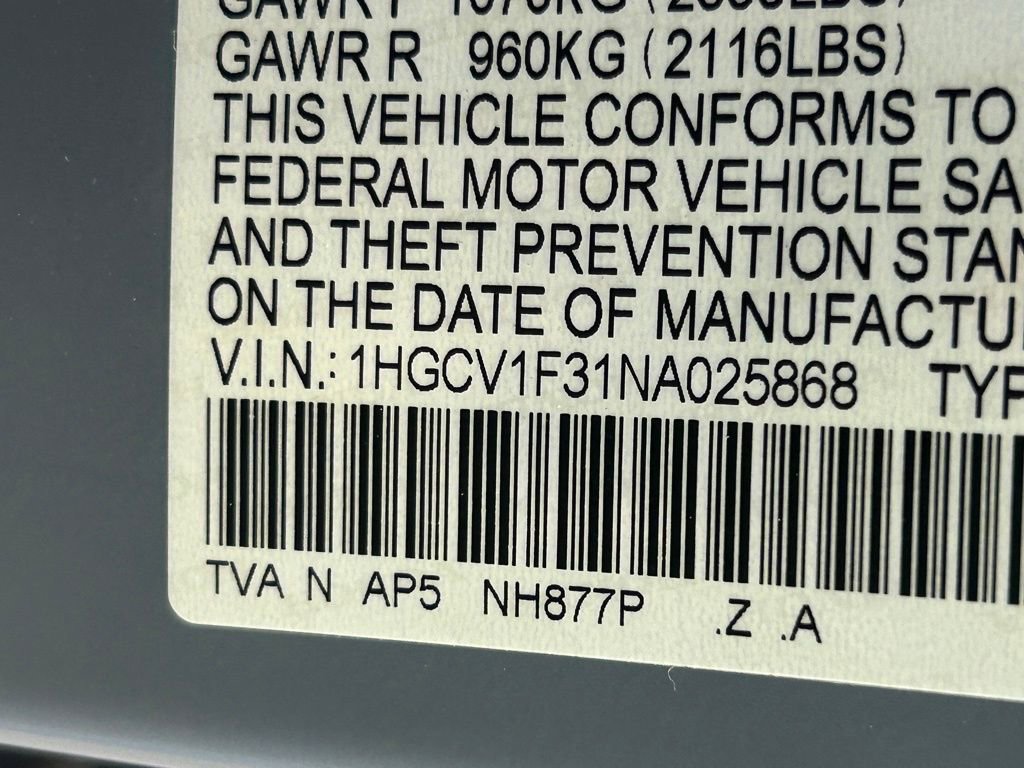 GAWR R 960KG (2116LBS)
THIS VEHICLE CONFORMS TO
FEDERAL MOTOR VEHICLE SA
AND THEFT PREVENTION STAN
ON THE DATE OF MANUFACTU
V.I.N.: 1HGCV1F31NA025868 TYP
TVA N AP5 NH877P .Z .A